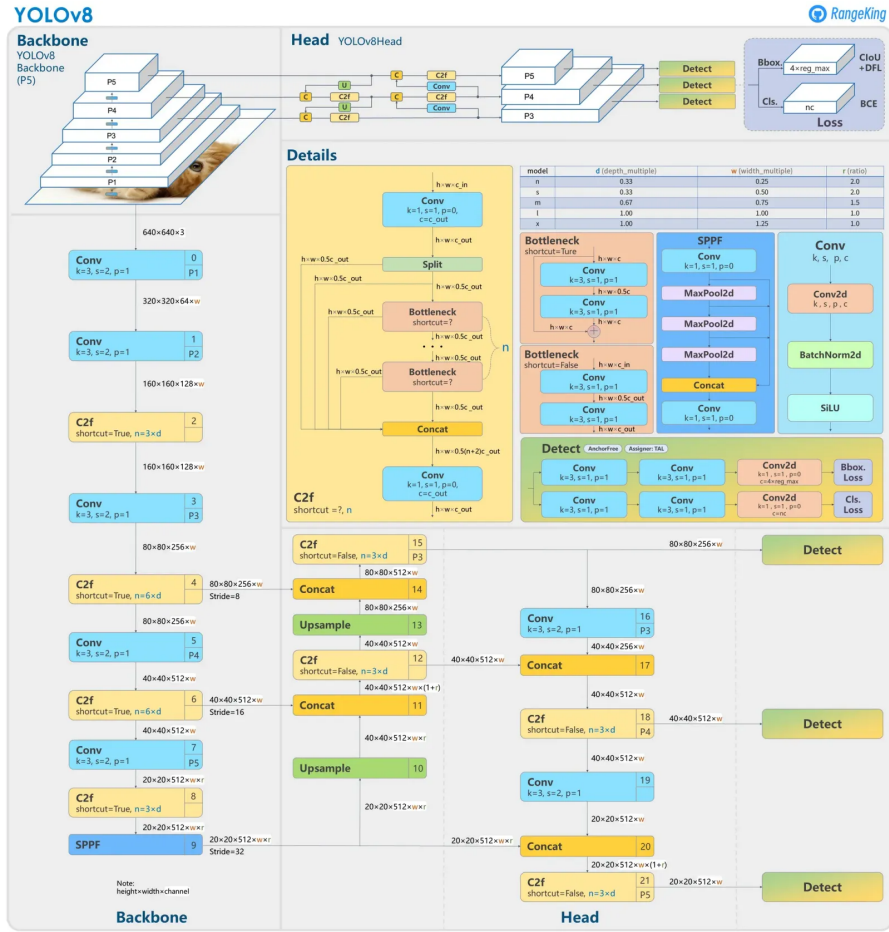 YOLOv8
RangeKing
Backbone
YOLOv8
Backbone
(P5)
P5
P4
P3
P2
P1
Head YOLOv8Head
U
C
C2f
U
C
C2f
C
C2f
Conv
C
C2f
Conv
P5
P4
P3
Detect
Detect
Detect
Bbox.
4×reg_max
CIoU
+DFL
Cls.
nc
BCE
Loss
640×640×3
Conv
k=3, s=2, p=1
0
P1
320×320×64×w
Conv
k=3, s=2, p=1
1
P2
160×160×128×w
C2f
shortcut=True, n=3×d
2
160×160×128×w
Conv
k=3, s=2, p=1
3
P3
80×80×256×w
C2f
shortcut=True, n=6×d
4
80×80×256×w
Stride=8
80×80×256×w
Conv
k=3, s=2, p=1
5
P4
40×40×512×w
C2f
shortcut=True, n=6×d
6
40×40×512×w
Stride=16
40×40×512×w
Conv
k=3, s=2, p=1
7
P5
20×20×512×w×r
C2f
shortcut=True, n=3×d
8
20×20×512×w×r
SPPF
9
20×20×512×w×r
Stride=32
Note:
height×width×channel
Backbone
Details
h×w×c_in
Conv
k=1, s=1, p=0,
c=c_out
h×w×c_out
h×w×0.5c_out
Split
h×w×0.5c_out
h×w×0.5c_out
Bottleneck
shortcut=?
h×w×0.5c_out
• • •
h×w×0.5c_out
n
h×w×0.5c_out
Bottleneck
shortcut=?
h×w×0.5c_out
Concat
h×w×0.5(n+2)c_out
Conv
k=1, s=1, p=0,
c=c_out
h×w×c_out
C2f
shortcut =?, n
model d (depth_multiple) w (width_multiple) r (ratio)
n 0.33 0.25 2.0
s 0.33 0.50 2.0
m 0.67 0.75 1.5
l 1.00 1.00 1.0
x 1.00 1.25 1.0
Bottleneck
shortcut=Ture
h×w×c
Conv
k=3, s=1, p=1
h×w×0.5c
Conv
k=3, s=1, p=1
h×w×c
h×w×c
Bottleneck
shortcut=False
h×w×c_in
Conv
k=3, s=1, p=1
h×w×0.5c_out
Conv
k=3, s=1, p=1
h×w×c_out
SPPF
Conv
k=1, s=1, p=0
MaxPool2d
MaxPool2d
MaxPool2d
Concat
Conv
k=1, s=1, p=0
Conv
k, s, p, c
Conv2d
k, s, p, c
BatchNorm2d
SiLU
Detect AnchorFree Assigner: TAL
Conv
k=3, s=1, p=1
Conv
k=3, s=1, p=1
Conv2d
k=1, s=1, p=0
c=4×reg_max
Bbox.
Loss
Conv
k=3, s=1, p=1
Conv
k=3, s=1, p=1
Conv2d
k=1, s=1, p=0
c=nc
Cls.
Loss
C2f
shortcut=False, n=3×d
15
P3
80×80×256×w
Detect
80×80×512×w
Concat
14
80×80×256×w
Upsample
13
40×40×512×w
C2f
shortcut=False, n=3×d
12
40×40×512×w
40×40×512×w×(1+r)
Concat
11
40×40×512×w×r
Upsample
10
20×20×512×w×r
80×80×256×w
Conv
k=3, s=2, p=1
16
P3
40×40×256×w
Concat
17
40×40×512×w
C2f
shortcut=False, n=3×d
18
P4
40×40×512×w
Detect
40×40×512×w
Conv
k=3, s=2, p=1
19
20×20×512×w
20×20×512×w×r
Concat
20
20×20×512×w×(1+r)
C2f
shortcut=False, n=3×d
21
P5
20×20×512×w
Detect
Head